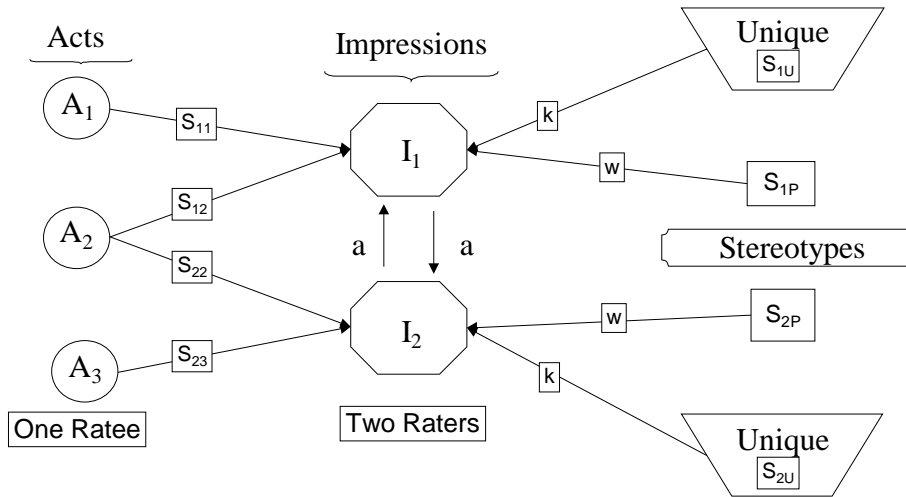 Acts
Impressions
Unique
S1U
A1
S11
I1
k
w
S1P
S12
A2
a
a
Stereotypes
S22
I2
w
S2P
A3
S23
k
One Ratee
Two Raters
Unique
S2U